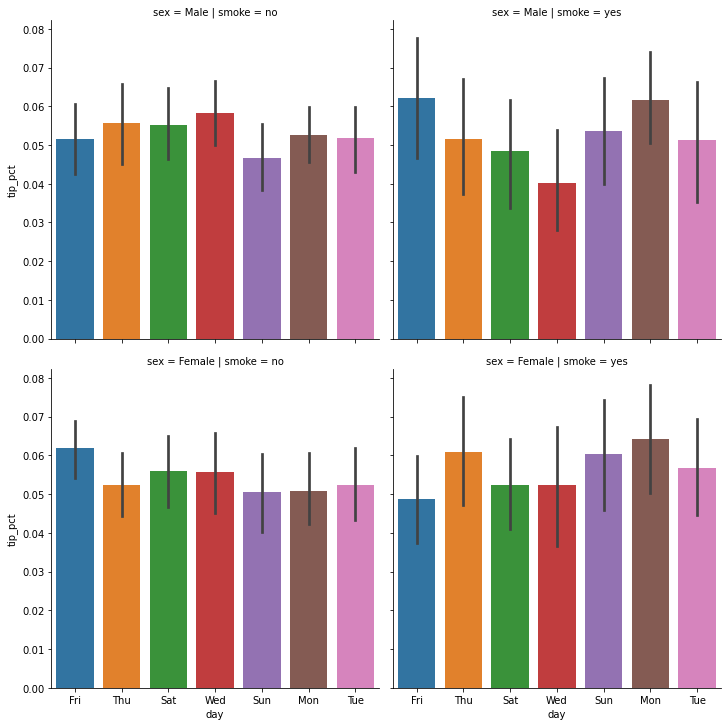 sex = Male | smoke = no
sex = Male | smoke = yes
0.08
0.07
0.06
0.05
0.04
0.03
0.02
0.01
0.00
tip_pct
sex = Female | smoke = no
sex = Female | smoke = yes
0.08
0.07
0.06
0.05
0.04
0.03
0.02
0.01
0.00
tip_pct
Fri Thu Sat Wed Sun Mon Tue
day
Fri Thu Sat Wed Sun Mon Tue
day